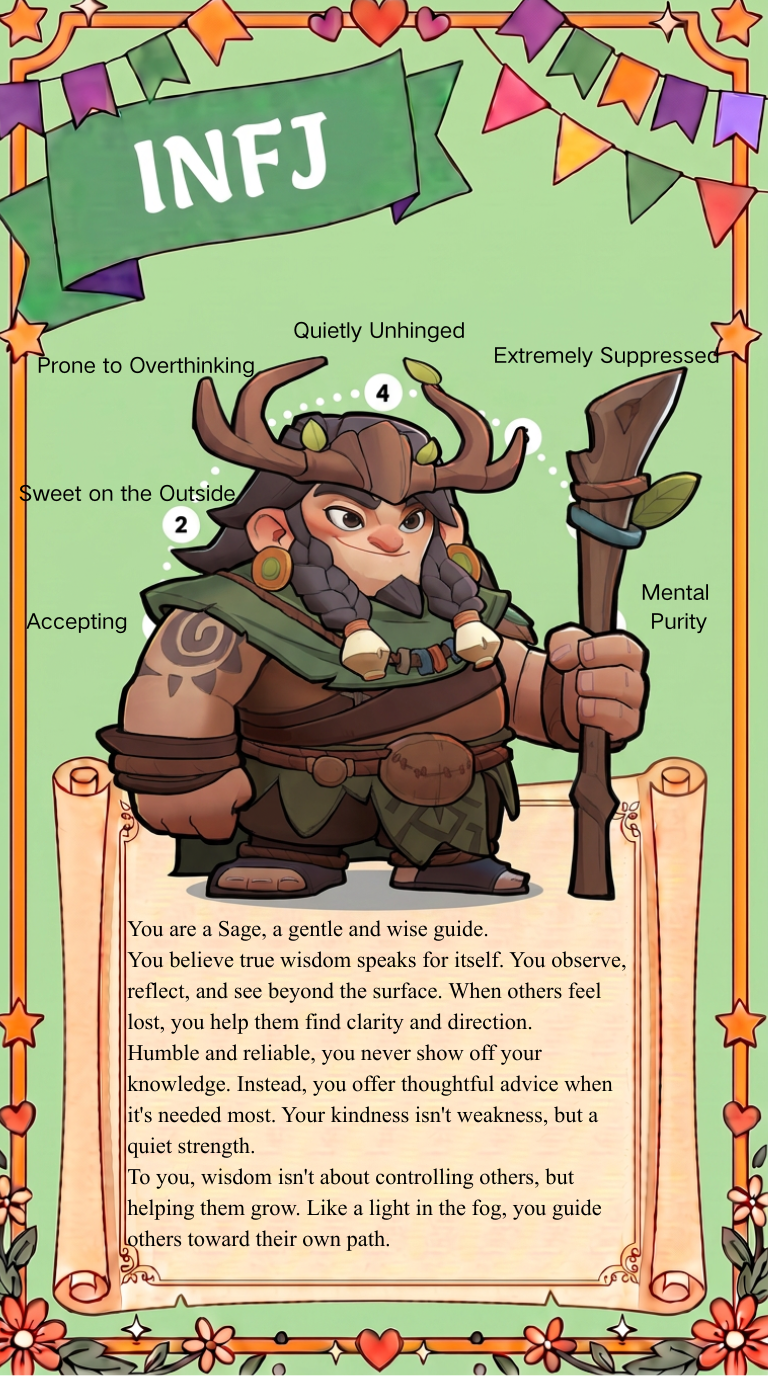 INFJ
Quietly Unhinged
Extremely Suppressed
Prone to Overthinking
4
Sweet on the Outside
2
Mental
Purity
Accepting
You are a Sage, a gentle and wise guide.
You believe true wisdom speaks for itself. You observe,
reflect, and see beyond the surface. When others feel
lost, you help them find clarity and direction.
Humble and reliable, you never show off your
knowledge. Instead, you offer thoughtful advice when
it's needed most. Your kindness isn't weakness, but a
quiet strength.
To you, wisdom isn't about controlling others, but
helping them grow. Like a light in the fog, you guide
others toward their own path.